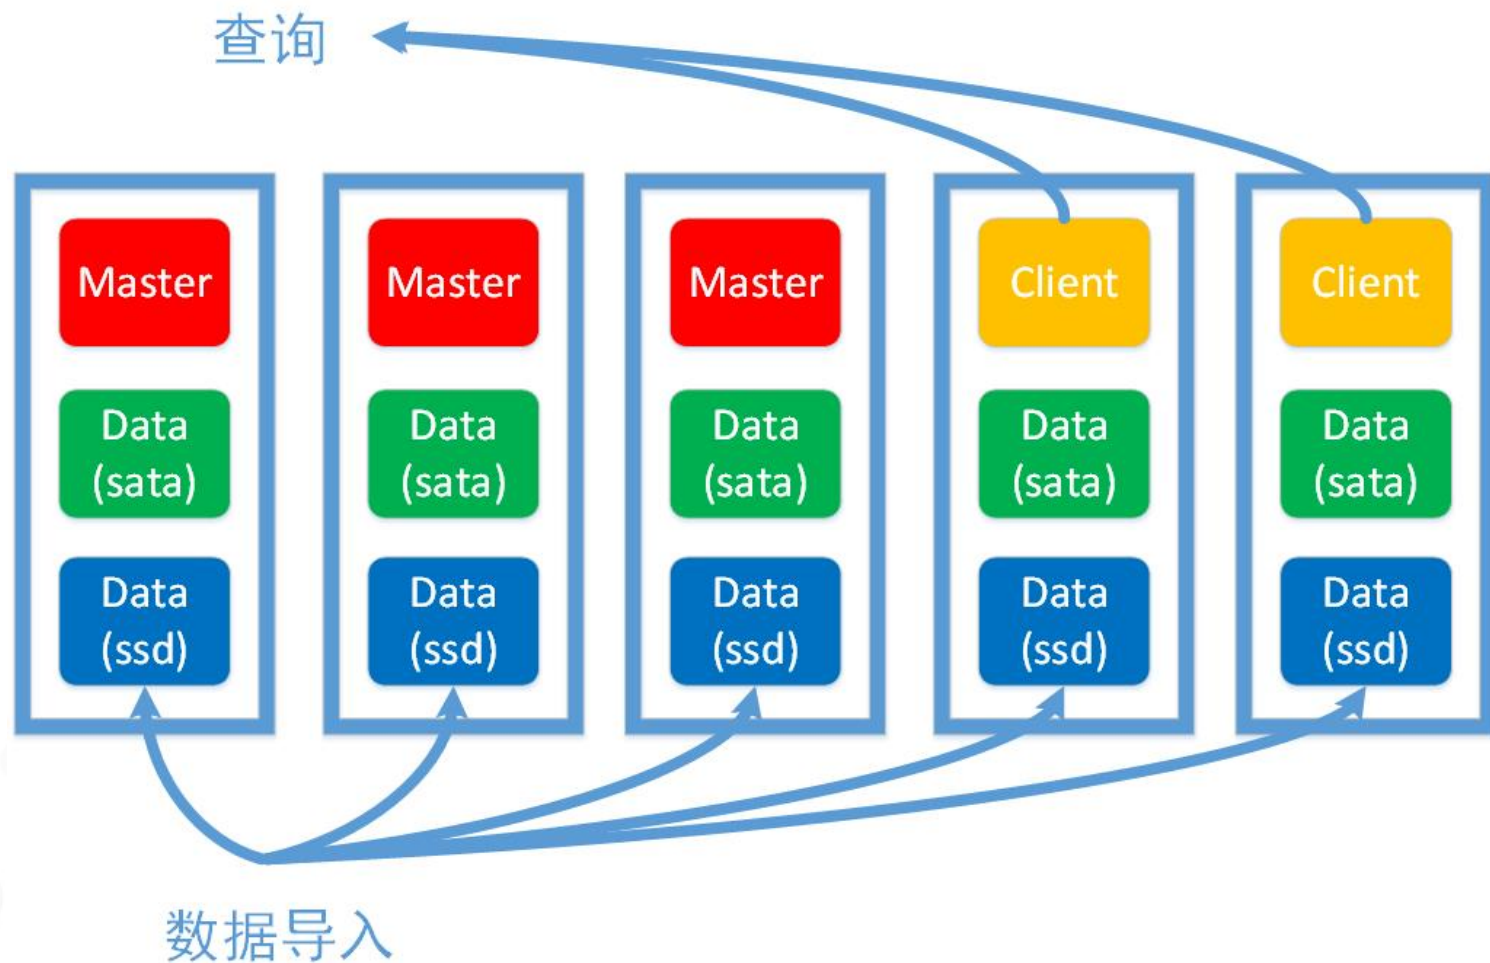 查询
Master
Master
Master
Client
Client
Data
(sata)
Data
(sata)
Data
(sata)
Data
(sata)
Data
(sata)
Data
(ssd)
Data
(ssd)
Data
(ssd)
Data
(ssd)
Data
(ssd)
数据导入